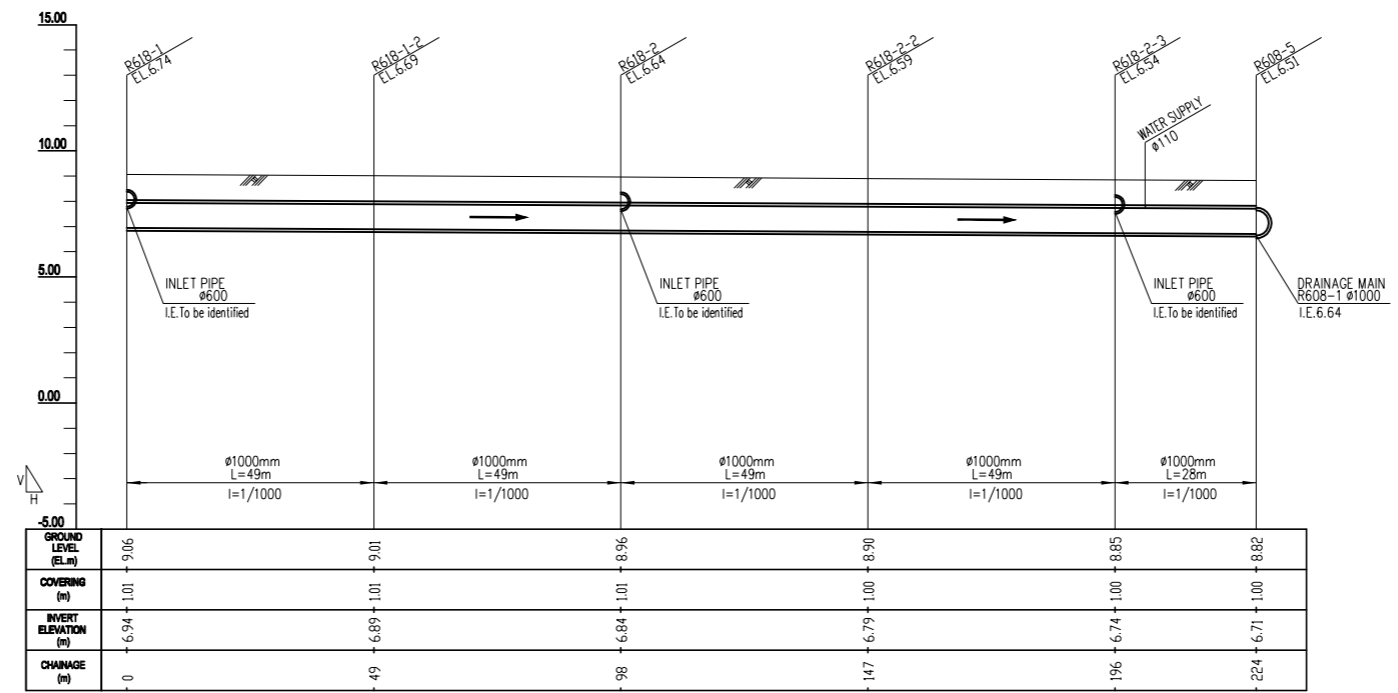 15.00
10.00
5.00
0.00
-5.00
R618-1
EL.6.74
R618-1-2
EL.6.69
R618-2
EL.6.64
R618-2-2
EL.6.59
R618-2-3
EL.6.54
R608-5
EL.6.51
WATER SUPPLY
ø110
INLET PIPE
ø600
I.E.To be identified
INLET PIPE
ø600
I.E.To be identified
INLET PIPE
ø600
I.E.To be identified
DRAINAGE MAIN
R608-1 ø1000
I.E.6.64
V
H
ø1000mm
L=49m
I=1/1000
ø1000mm
L=49m
I=1/1000
ø1000mm
L=49m
I=1/1000
ø1000mm
L=49m
I=1/1000
ø1000mm
L=28m
I=1/1000
GROUND
LEVEL
(EL.m)
9.06 9.01 8.96 8.90 8.85 8.82
COVERING
(m)
1.01 1.01 1.01 1.00 1.00 1.00
INVERT
ELEVATION
(m)
6.94 6.89 6.84 6.79 6.74 6.71
CHAINAGE
(m)
0 49 98 147 196 224